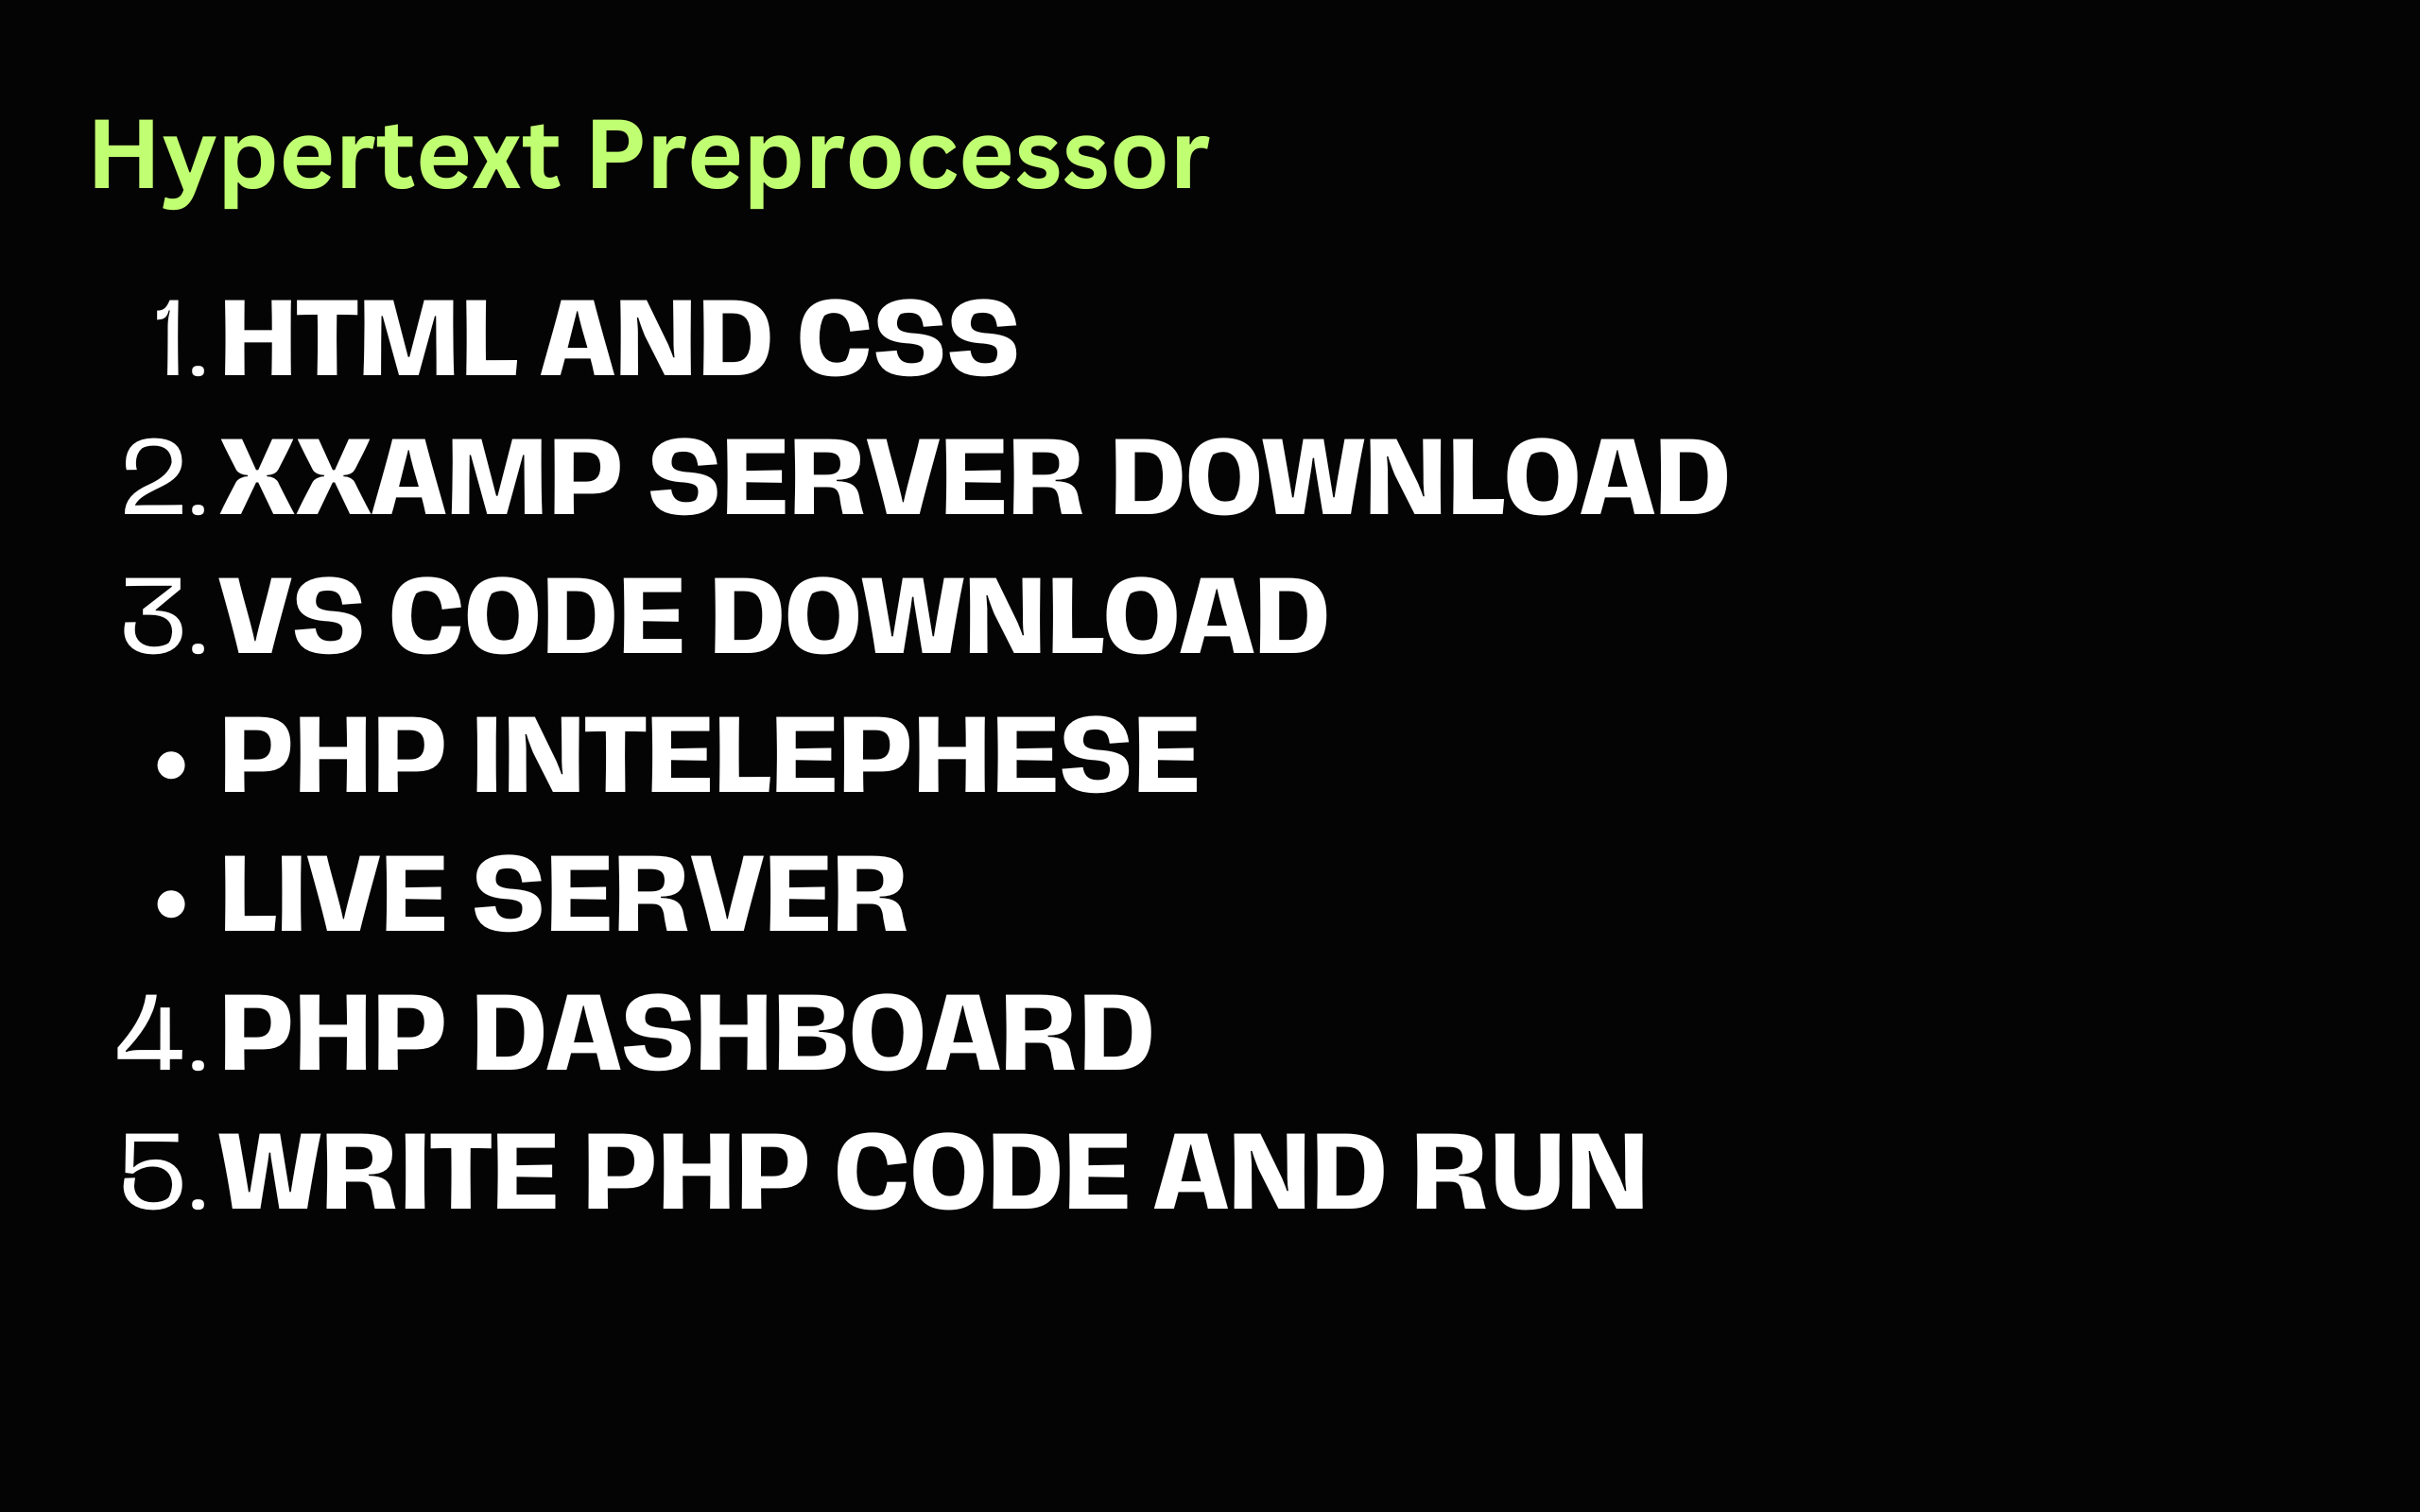 Hypertext Preprocessor
1. HTML AND CSS
2. XXAMP SERVER DOWNLOAD
3. VS CODE DOWNLOAD
• PHP INTELEPHESE
• LIVE SERVER
4. PHP DASHBOARD
5. WRITE PHP CODE AND RUN